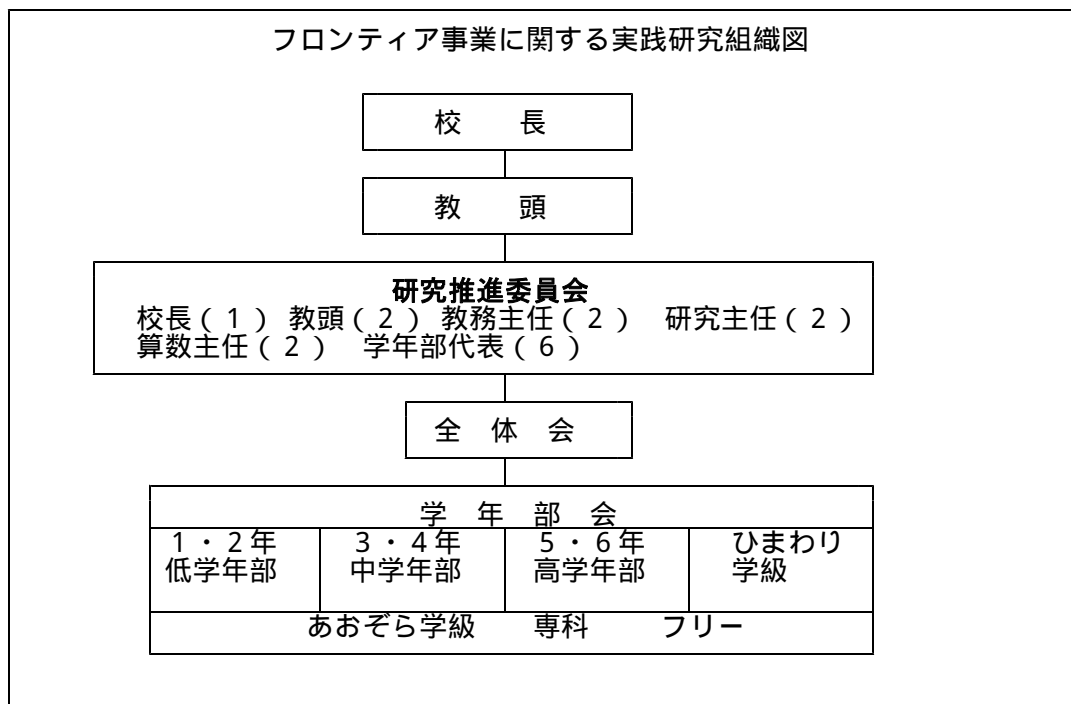 フロンティア事業に関する実践研究組織図
校　　長
教　　頭
研究推進委員会
校長(1) 教頭(2) 教務主任(2)　研究主任(2)
算数主任(2)　学年部代表(6)
全　体　会
学　年　部　会
1・2年
低学年部
3・4年
中学年部
5・6年
高学年部
ひまわり
学級
あおぞら学級　　専科　　フリー